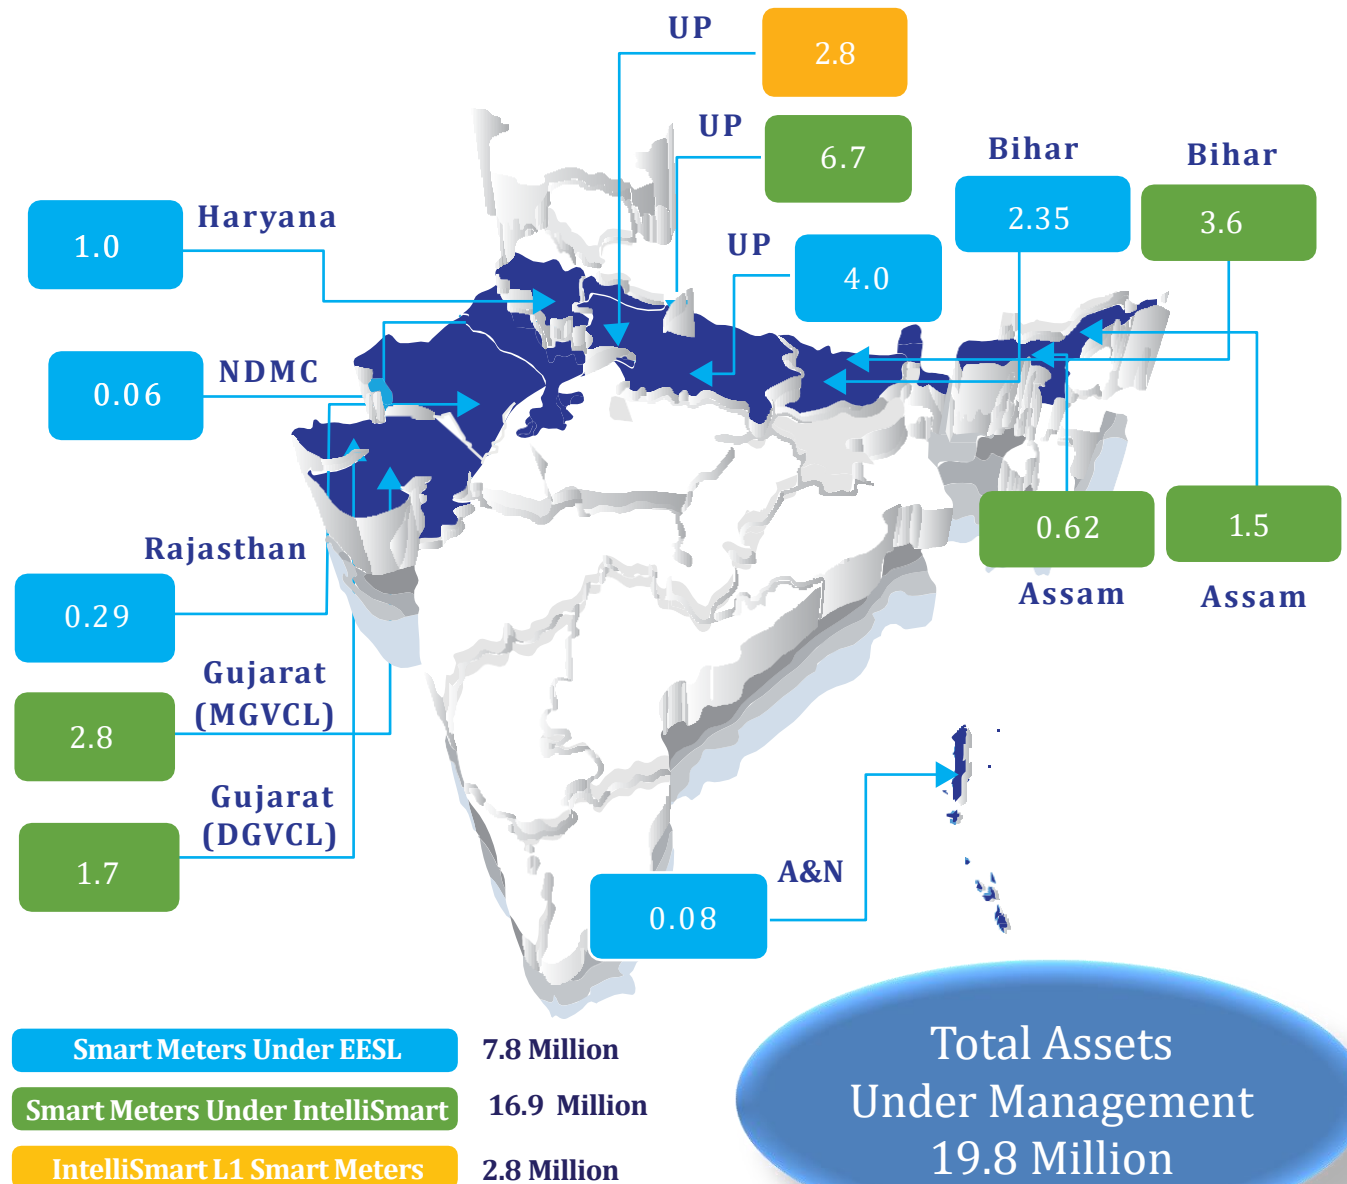 UP
2.8
UP
6.7
Bihar
2.35
Bihar
3.6
Haryana
1.0
UP
4.0
NDMC
0.06
0.62
Assam
1.5
Assam
Rajasthan
0.29
Gujarat
(MGVCL)
2.8
Gujarat
(DGVCL)
1.7
A&N
0.08
Smart Meters Under EESL 7.8 Million
Smart Meters Under IntelliSmart 16.9 Million
IntelliSmart L1 Smart Meters 2.8 Million
Total Assets
Under Management
19.8 Million